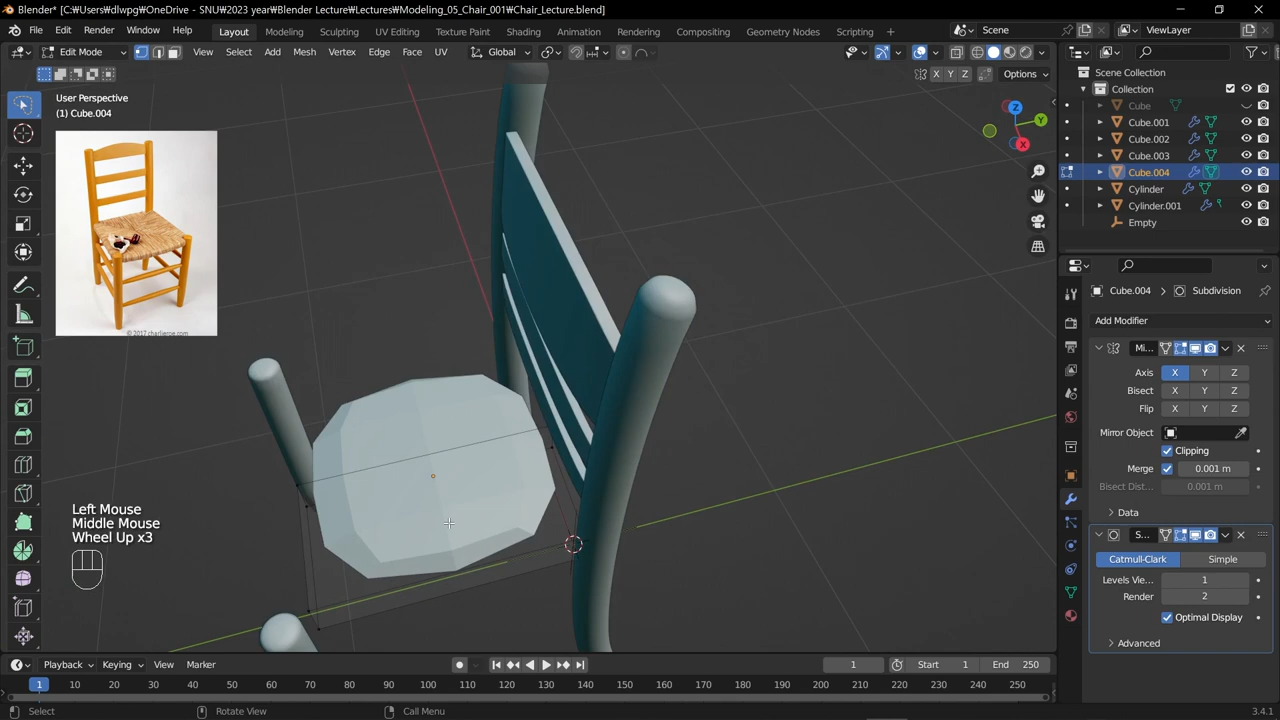 Blender* [C:₩Users₩dlwpg₩OneDrive - SNU₩2023 year₩Blender Lecture₩Lectures₩Modeling_05_Chair_001₩Chair_Lecture.blend]
File Edit Render Window Help Layout Modeling Sculpting UV Editing Texture Paint Shading Animation Rendering Compositing Geometry Nodes Scripting + Scene ViewLayer
Edit Mode View Select Add Mesh Vertex Edge Face UV Global
X Y Z Options
User Perspective
(1) Cube.004
© 2017 charlieroe.com
Z
Y
X
Scene Collection
Collection
Cube
Cube.001
Cube.002
Cube.003
Cube.004
Cylinder
Cylinder.001
Empty
Cube.004 > Subdivision
Add Modifier
Mi...
Axis X Y Z
Bisect X Y Z
Flip X Y Z
Mirror Object
Clipping
Merge 0.001 m
Bisect Dist... 0.001 m
Data
S...
Catmull-Clark Simple
Levels Vie... 1
Render 2
Optimal Display
Advanced
Left Mouse
Middle Mouse
Wheel Up x3
Playback Keying View Marker 1 Start 1 End 250
1 10 20 30 40 50 60 70 80 90 100 110 120 130 140 150 160 170 180 190 200 210 220 230 240 250
Select Rotate View Call Menu 3.4.1